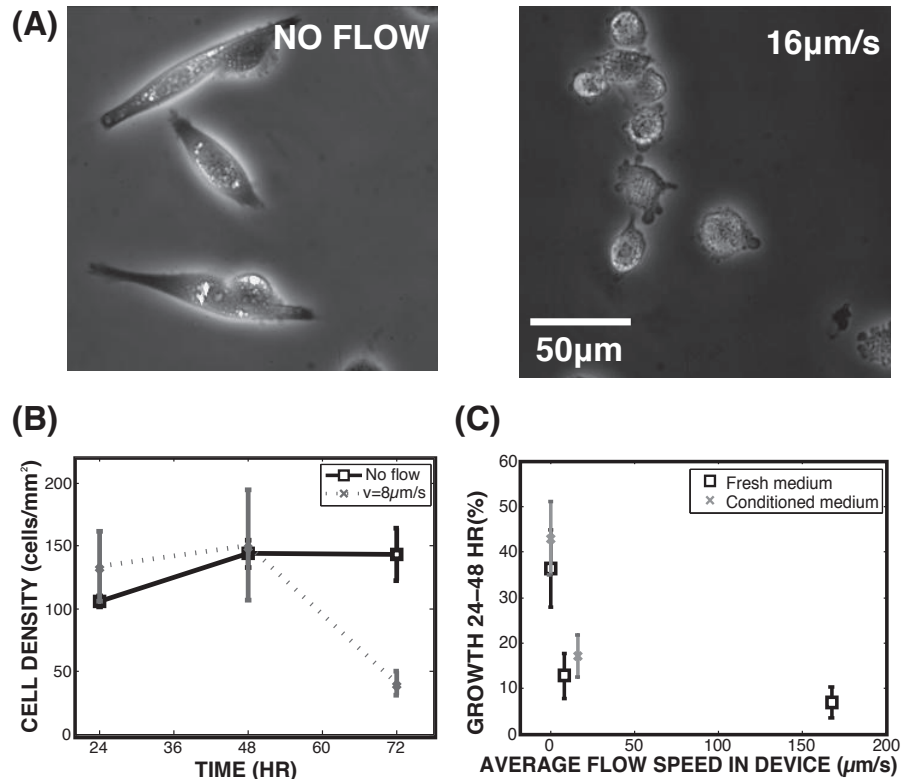 (A)
NO FLOW
16µm/s
50µm
(B)
CELL DENSITY (cells/mm²)
200
150
100
50
0
No flow
v=8µm/s
24
36
48
60
72
TIME (HR)
(C)
GROWTH 24–48 HR(%)
60
50
40
30
20
10
0
Fresh medium
Conditioned medium
0
50
100
150
200
AVERAGE FLOW SPEED IN DEVICE (µm/s)